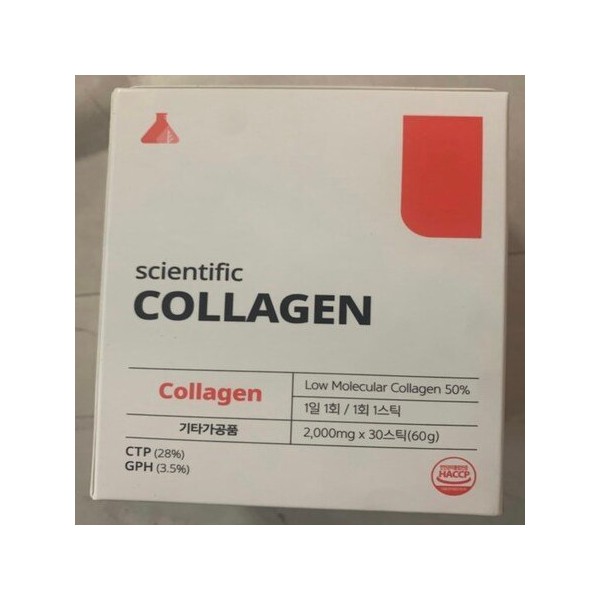 scientific
COLLAGEN
Collagen
Low Molecular Collagen 50%
1일 1회 / 1회 1스틱
기타가공품
2,000mg x 30스틱(60g)
CTP (28%)
GPH (3.5%)
HACCP